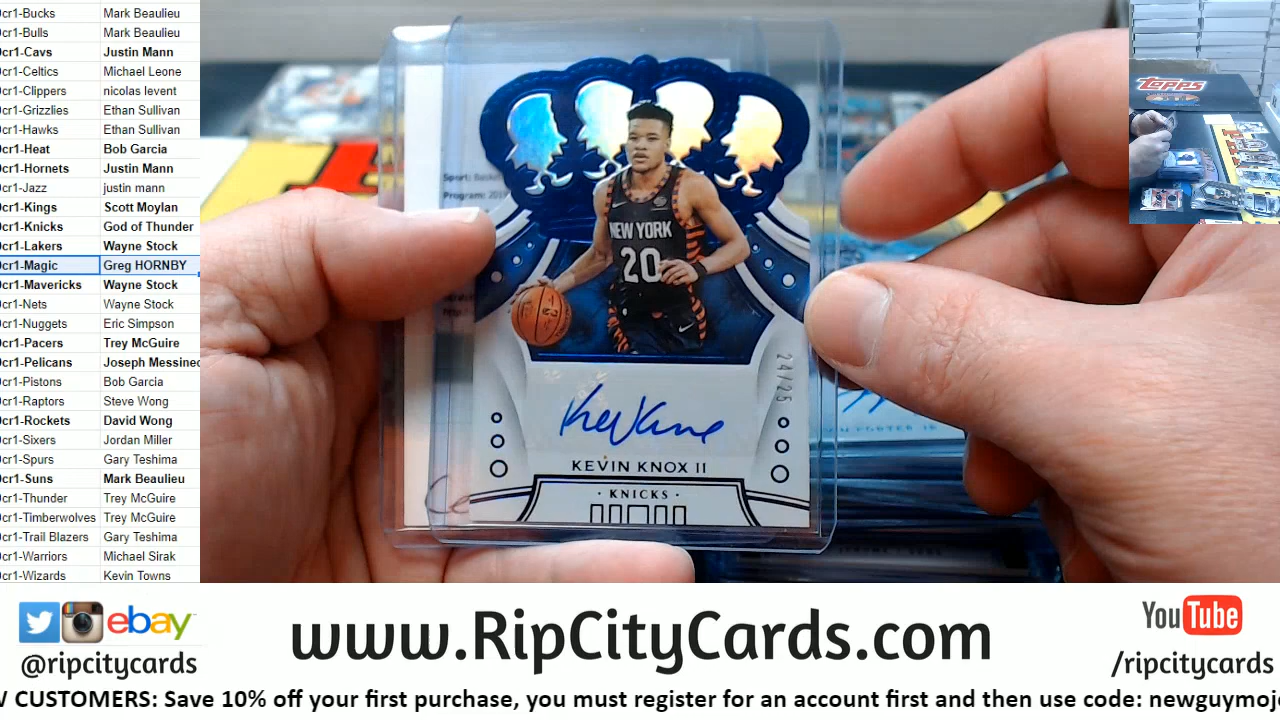 cr1-Bucks Mark Beaulieu
cr1-Bulls Mark Beaulieu
cr1-Cavs Justin Mann
cr1-Celtics Michael Leone
cr1-Clippers nicolas levent
cr1-Grizzlies Ethan Sullivan
cr1-Hawks Ethan Sullivan
cr1-Heat Bob Garcia
cr1-Hornets Justin Mann
cr1-Jazz justin mann
cr1-Kings Scott Moylan
cr1-Knicks God of Thunder
cr1-Lakers Wayne Stock
cr1-Magic Greg HORNBY
cr1-Mavericks Wayne Stock
cr1-Nets Wayne Stock
cr1-Nuggets Eric Simpson
cr1-Pacers Trey McGuire
cr1-Pelicans Joseph Messineo
cr1-Pistons Bob Garcia
cr1-Raptors Steve Wong
cr1-Rockets David Wong
cr1-Sixers Jordan Miller
cr1-Spurs Gary Teshima
cr1-Suns Mark Beaulieu
cr1-Thunder Trey McGuire
cr1-Timberwolves Trey McGuire
cr1-Trail Blazers Gary Teshima
cr1-Warriors Michael Sirak
cr1-Wizards Kevin Towns
Topps
Sport:
Program:
NEW YORK
20
24/25
KEVIN KNOX II
· KNICKS ·
ebay
@ripcitycards
www.RipCityCards.com
YouTube
/ripcitycards
CUSTOMERS: Save 10% off your first purchase, you must register for an account first and then use code: newguymojo